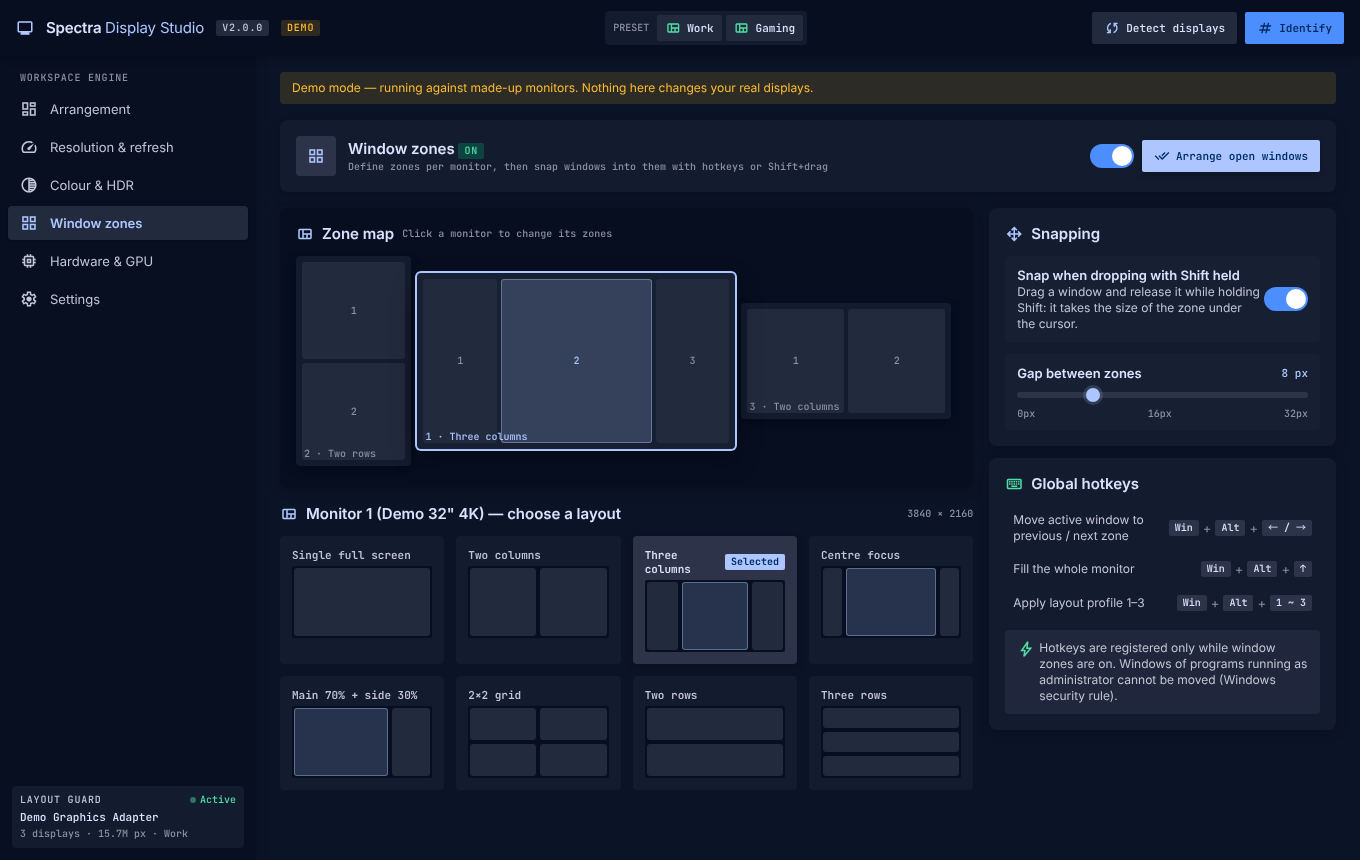 Spectra Display Studio V2.0.0 DEMO
PRESET Work Gaming
Detect displays Identify
WORKSPACE ENGINE
Arrangement
Resolution & refresh
Colour & HDR
Window zones
Hardware & GPU
Settings
LAYOUT GUARD Active
Demo Graphics Adapter
3 displays · 15.7M px · Work
Demo mode — running against made-up monitors. Nothing here changes your real displays.
Window zones ON
Define zones per monitor, then snap windows into them with hotkeys or Shift+drag
Arrange open windows
Zone map Click a monitor to change its zones
1
2
2 · Two rows
1 2 3
1 · Three columns
1 2
3 · Two columns
Monitor 1 (Demo 32" 4K) — choose a layout 3840 × 2160
Single full screen
Two columns
Three columns Selected
Centre focus
Main 70% + side 30%
2×2 grid
Two rows
Three rows
Snapping
Snap when dropping with Shift held
Drag a window and release it while holding
Shift: it takes the size of the zone under
the cursor.
Gap between zones 8 px
0px 16px 32px
Global hotkeys
Move active window to
previous / next zone
Win + Alt + ← / →
Fill the whole monitor Win + Alt + ↑
Apply layout profile 1–3 Win + Alt + 1 ~ 3
Hotkeys are registered only while window
zones are on. Windows of programs running as
administrator cannot be moved (Windows
security rule).